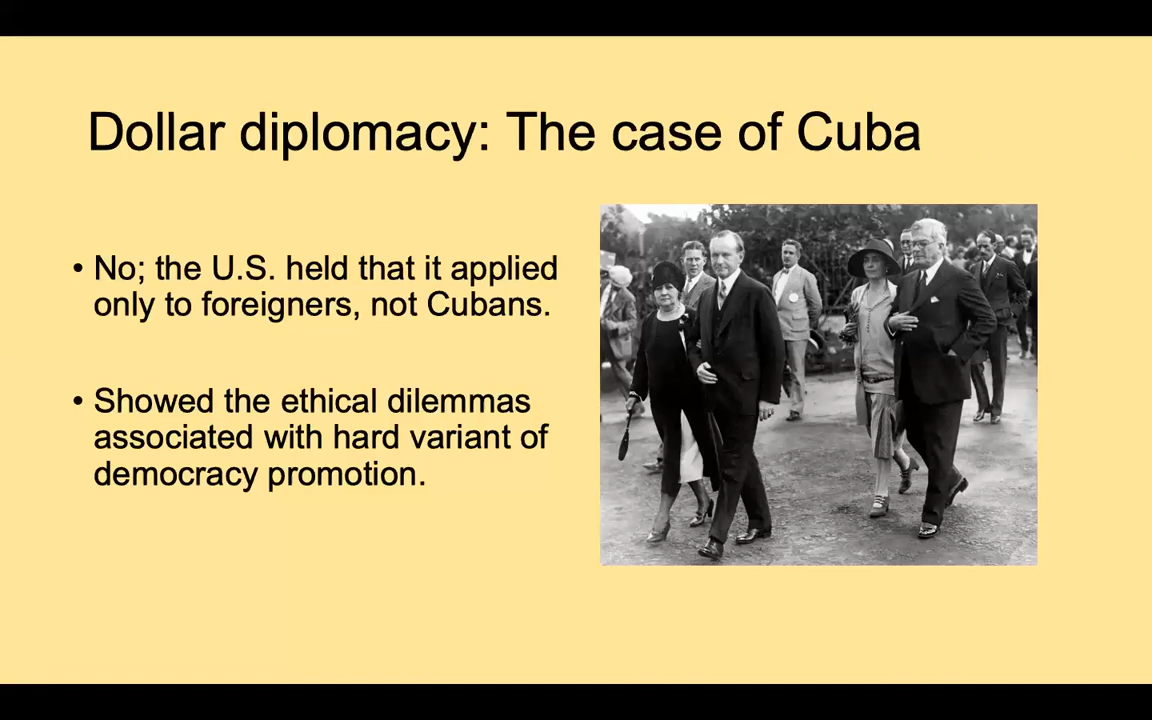 Dollar diplomacy: The case of Cuba
• No; the U.S. held that it applied
only to foreigners, not Cubans.
• Showed the ethical dilemmas
associated with hard variant of
democracy promotion.